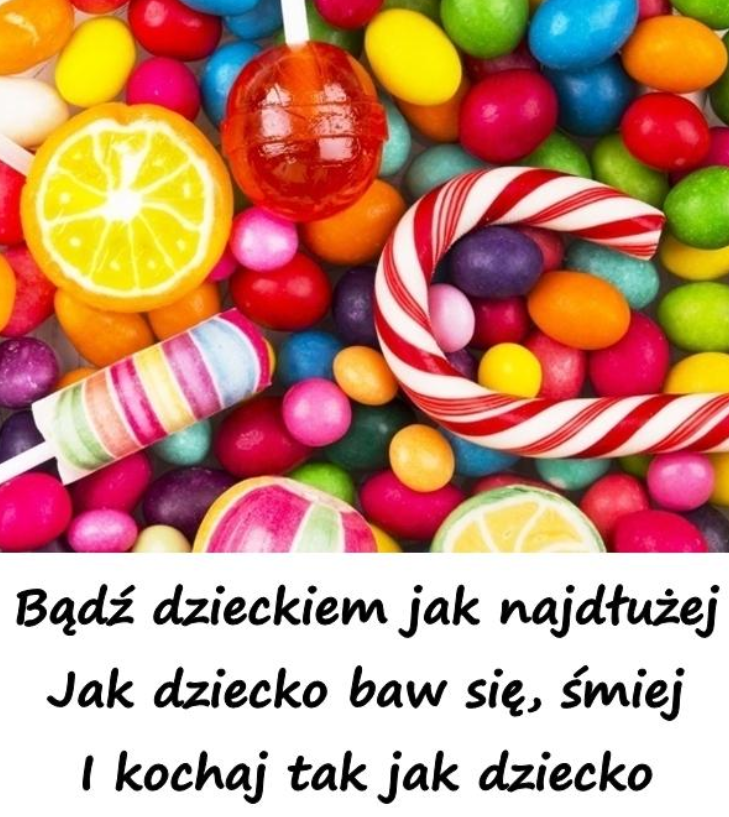 Bądź dzieckiem jak najdłużej
Jak dziecko baw się, śmiej
I kochaj tak jak dziecko